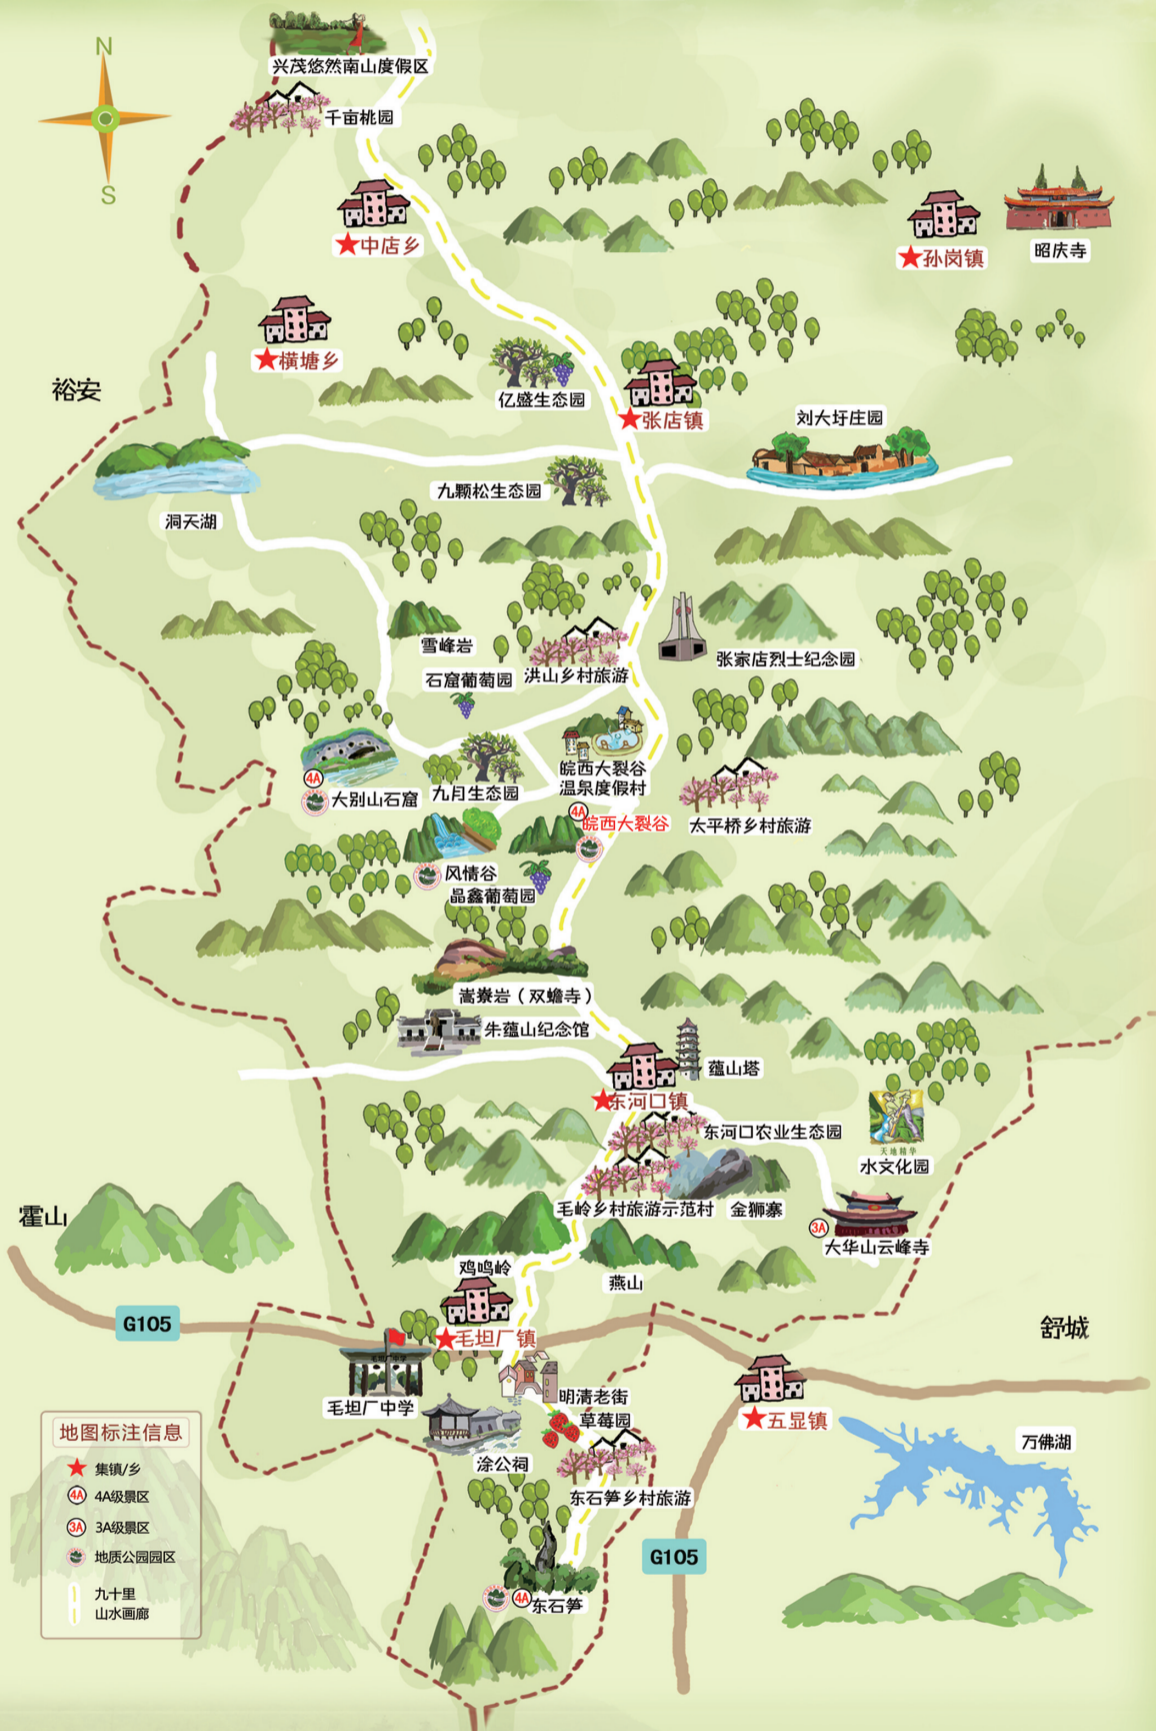 N
S
兴茂悠然南山度假区
千亩桃园
中店乡
孙岗镇
昭庆寺
横塘乡
裕安
亿盛生态园
张店镇
刘大圩庄园
九颗松生态园
洞天湖
雪峰岩
张家店烈士纪念园
石窟葡萄园
洪山乡村旅游
皖西大裂谷
温泉度假村
4A
大别山石窟
九月生态园
4A
皖西大裂谷
太平桥乡村旅游
风情谷
晶鑫葡萄园
嵩寮岩（双蟾寺）
朱蕴山纪念馆
蕴山塔
东河口镇
东河口农业生态园
天地精华
水文化园
毛岭乡村旅游示范村
金狮寨
霍山
3A
大华山云峰寺
鸡鸣岭
燕山
G105
毛坦厂镇
舒城
毛坦厂中学
毛坦厂中学
明清老街
草莓园
五显镇
涂公祠
万佛湖
东石笋乡村旅游
G105
4A
东石笋
地图标注信息
集镇/乡
4A
4A级景区
3A
3A级景区
地质公园园区
九十里
山水画廊